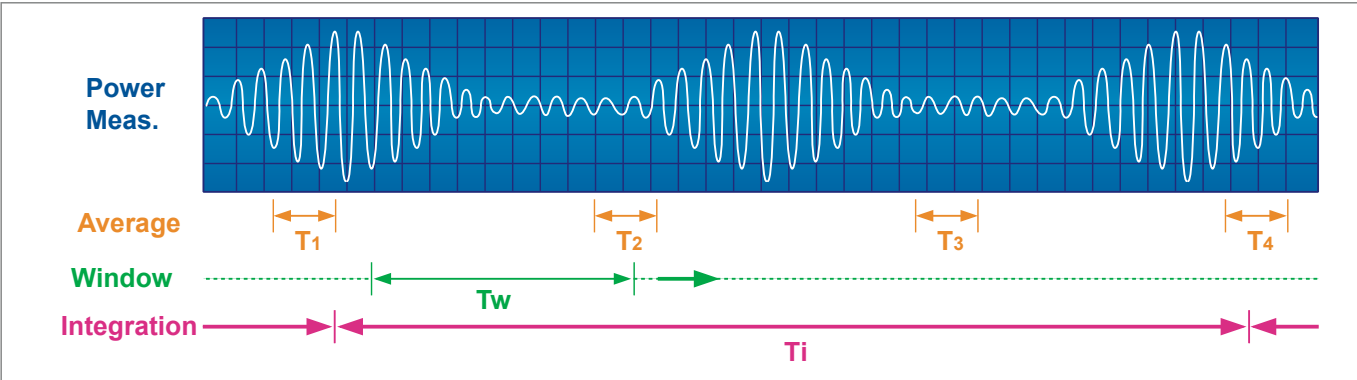 Power
Meas.
Average
T1 T2 T3 T4
Window
Tw
Integration
Ti